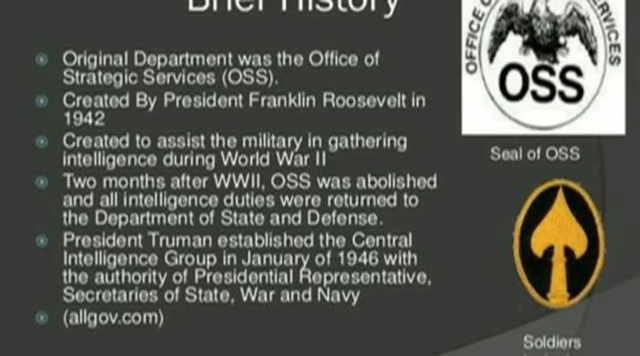 Brief History
Original Department was the Office of
Strategic Services (OSS).
Created By President Franklin Roosevelt in
1942
Created to assist the military in gathering
intelligence during World War II
Two months after WWII, OSS was abolished
and all intelligence duties were returned to
the Department of State and Defense.
President Truman established the Central
Intelligence Group in January of 1946 with
the authority of Presidential Representative,
Secretaries of State, War and Navy
(allgov.com)
OFFICE
OSS
Seal of OSS
Soldiers